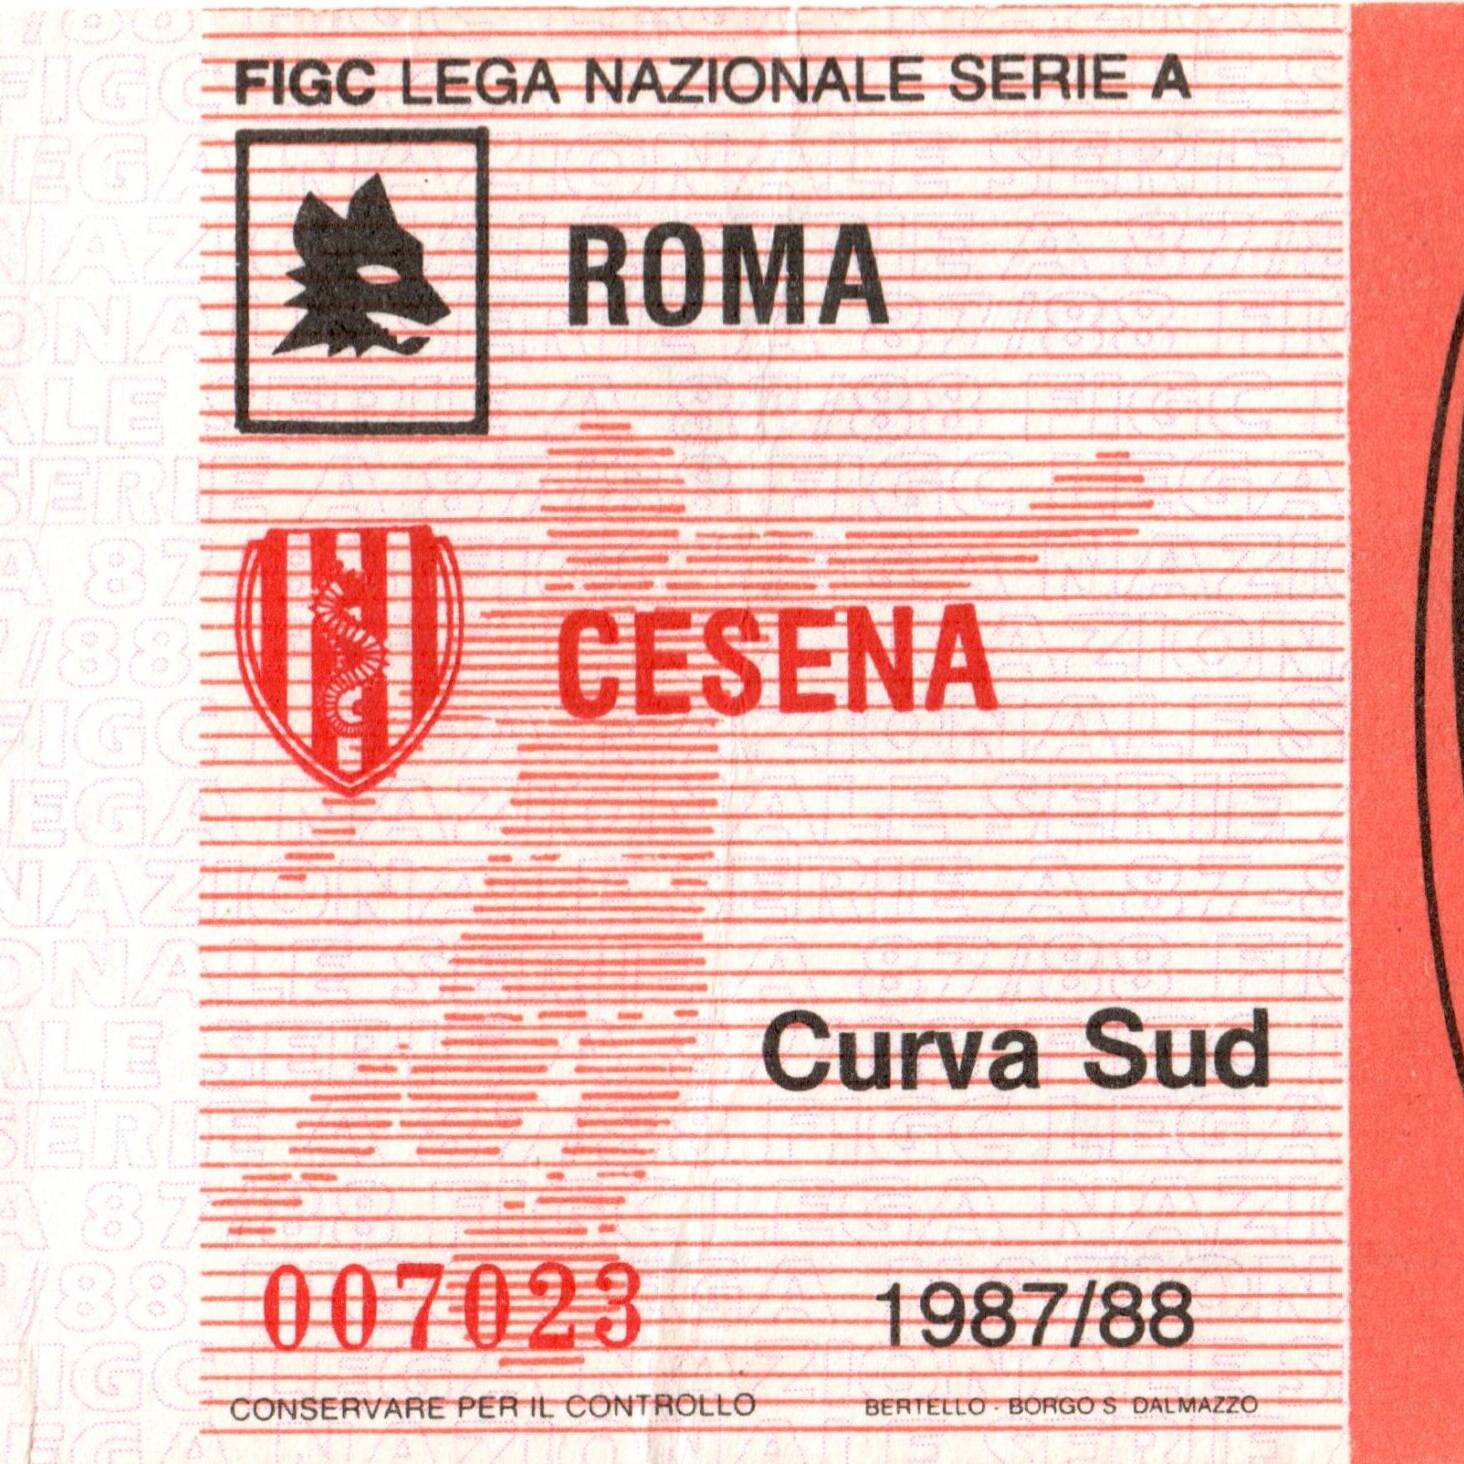 FIGC LEGA NAZIONALE SERIE A
ROMA
CESENA
Curva Sud
007023 1987/88
CONSERVARE PER IL CONTROLLO BERTELLO - BORGO S DALMAZZO